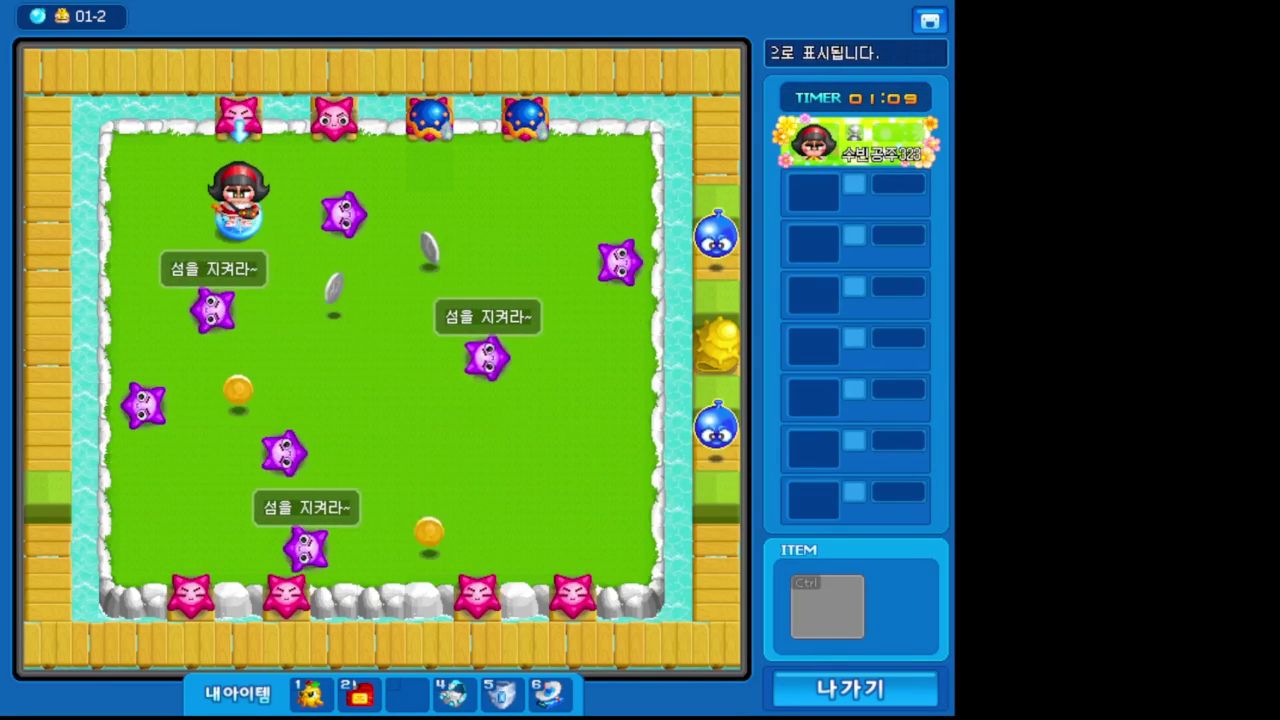 01-2
으로 표시됩니다.
TIMER 01:09
수빈공주323
섬을 지켜라~
섬을 지켜라~
섬을 지켜라~
ITEM
Ctrl
내아이템
1
2
4
5
6
나가기